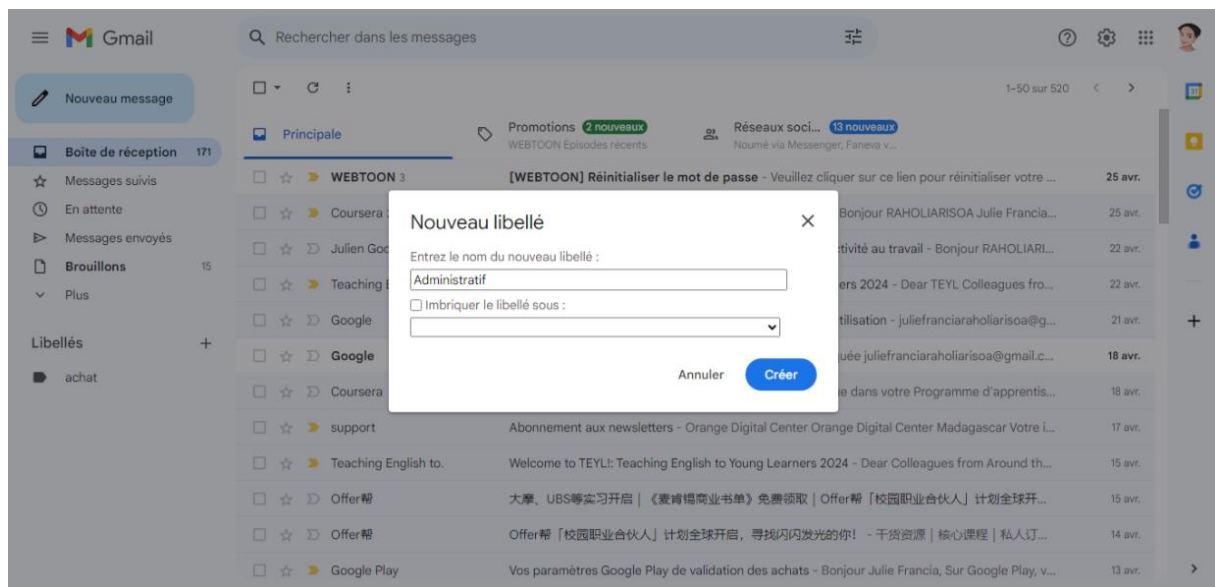 Gmail
Rechercher dans les messages
Nouveau message
1–50 sur 520
Principale
Promotions 2 nouveaux
WEBTOON Épisodes récents
Réseaux soci... 13 nouveaux
Noumé via Messenger, Faneva v...
Boîte de réception 171
Messages suivis
En attente
Messages envoyés
Brouillons 15
Plus
Libellés
achat
WEBTOON 3 [WEBTOON] Réinitialiser le mot de passe - Veuillez cliquer sur ce lien pour réinitialiser votre ... 25 avr.
Coursera Bonjour RAHOLIARISOA Julie Francia... 25 avr.
Julien Goc ctivité au travail - Bonjour RAHOLIARI... 22 avr.
Teaching E ers 2024 - Dear TEYL Colleagues fro... 22 avr.
Google tilisation - juliefranciaraholiarisoa@g... 21 avr.
Google uée juliefranciaraholiarisoa@gmail.c... 18 avr.
Coursera e dans votre Programme d'apprentis... 18 avr.
support Abonnement aux newsletters - Orange Digital Center Orange Digital Center Madagascar Votre i... 17 avr.
Teaching English to. Welcome to TEYL!: Teaching English to Young Learners 2024 - Dear Colleagues from Around th... 15 avr.
Offer帮 大摩、UBS等实习开启|《麦肯锡商业书单》免费领取|Offer帮「校园职业合伙人」计划全球开... 15 avr.
Offer帮 Offer帮「校园职业合伙人」计划全球开启,寻找闪闪发光的你! - 干货资源|核心课程|私人订... 14 avr.
Google Play Vos paramètres Google Play de validation des achats - Bonjour Julie Francia, Sur Google Play, v... 13 avr.
Nouveau libellé
Entrez le nom du nouveau libellé :
Administratif
Imbriquer le libellé sous :
Annuler
Créer
31